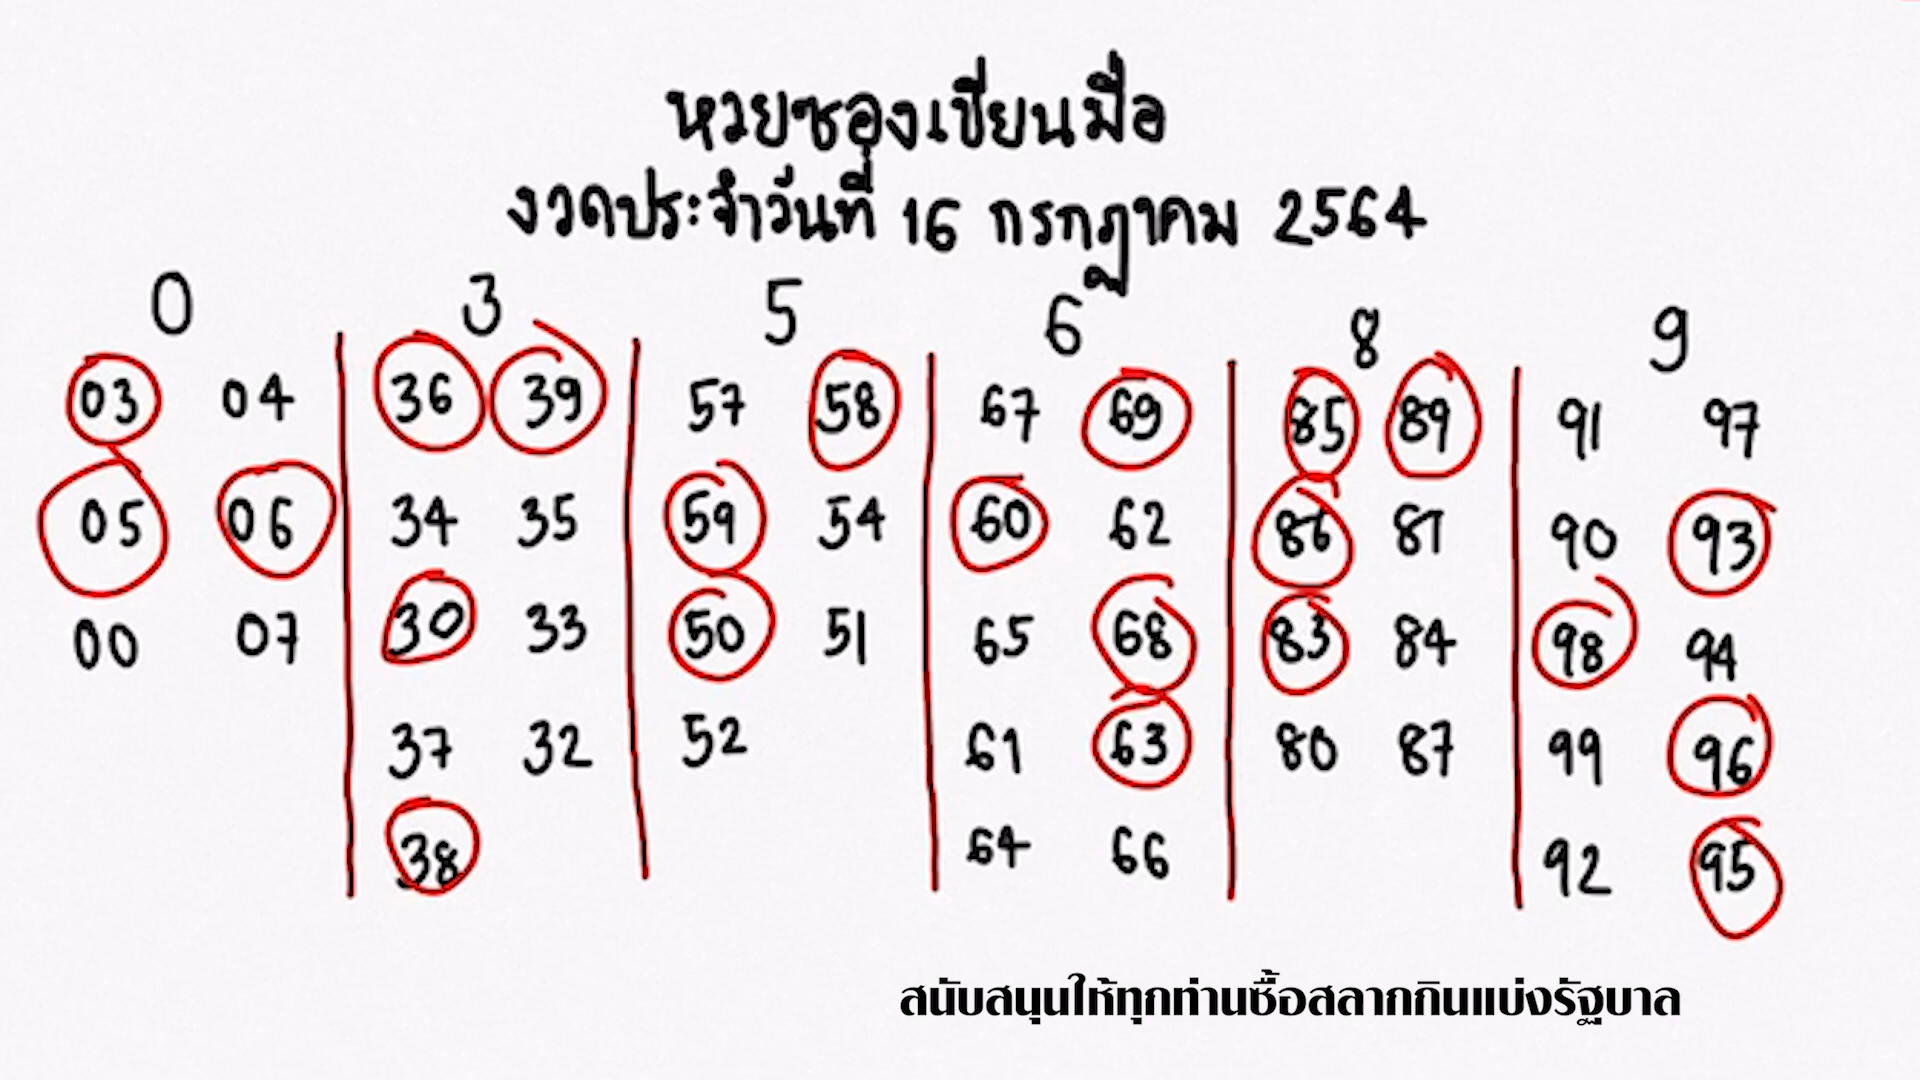 หวยซองเขียนมือ
งวดประจำวันที่ 16 กรกฎาคม 2564
0 3 5 6 8 9
03 04 36 39 57 58 67 69 85 89 91 97
05 06 34 35 59 54 60 62 86 81 90 93
00 07 30 33 50 51 65 68 83 84 98 94
37 32 52 61 63 80 87 99 96
38 64 66 92 95
สนับสนุนให้ทุกท่านซื้อสลากกินแบ่งรัฐบาล